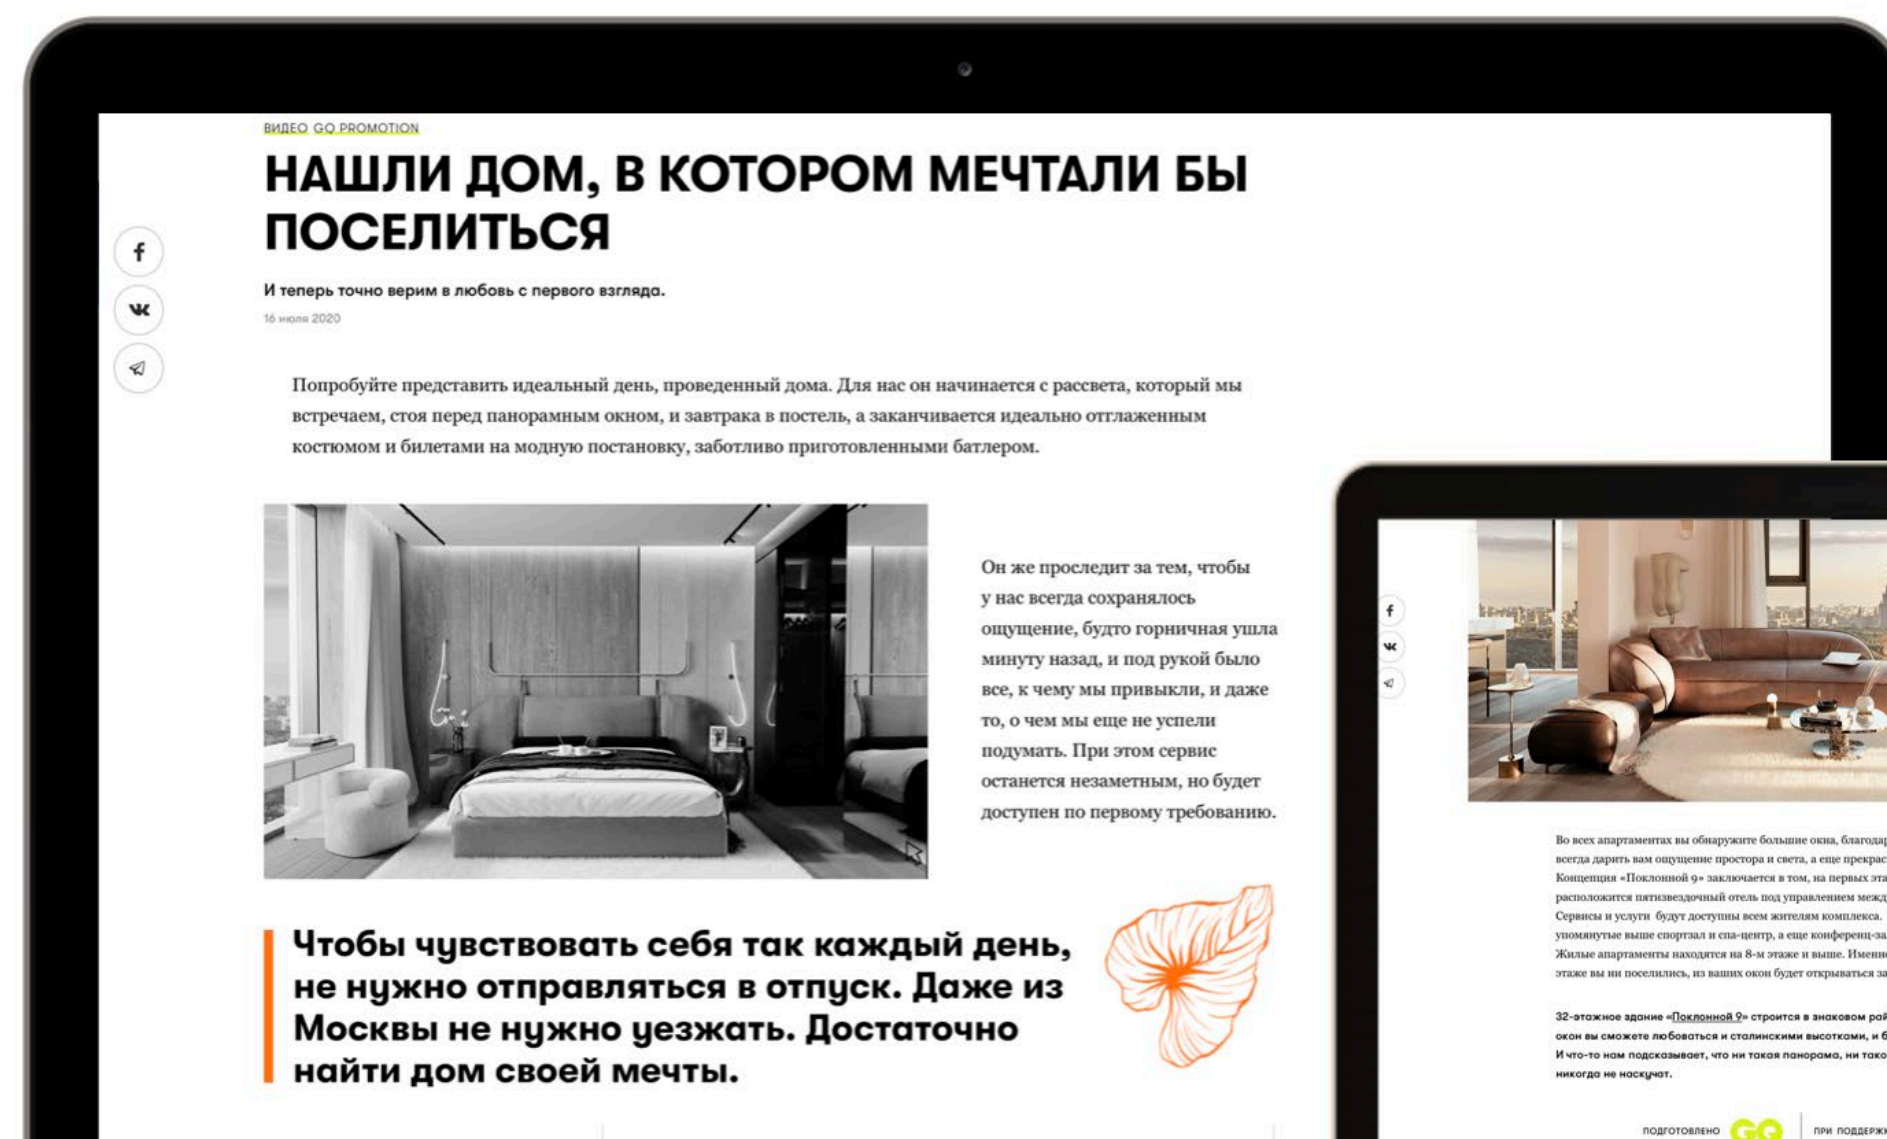 ВИДЕО GQ PROMOTION
НАШЛИ ДОМ, В КОТОРОМ МЕЧТАЛИ БЫ
ПОСЕЛИТЬСЯ
И теперь точно верим в любовь с первого взгляда.
16 июля 2020
Попробуйте представить идеальный день, проведенный дома. Для нас он начинается с рассвета, который мы
встречаем, стоя перед панорамным окном, и завтрака в постель, а заканчивается идеально отглаженным
костюмом и билетами на модную постановку, заботливо приготовленными батлером.
Он же проследит за тем, чтобы
у нас всегда сохранялось
ощущение, будто горничная ушла
минуту назад, и под рукой было
все, к чему мы привыкли, и даже
то, о чем мы еще не успели
подумать. При этом сервис
останется незаметным, но будет
доступен по первому требованию.
Чтобы чувствовать себя так каждый день,
не нужно отправляться в отпуск. Даже из
Москвы не нужно уезжать. Достаточно
найти дом своей мечты.
Во всех апартаментах вы обнаружите большие окна, благодар
всегда дарить вам ощущение простора и света, а еще прекрас
Концепция «Поклонной 9» заключается в том, на первых эта
расположится пятизвездочный отель под управлением межд
Сервисы и услуги будут доступны всем жителям комплекса.
упомянутые выше спортзал и спа-центр, а еще конференц-за
Жилые апартаменты находятся на 8-м этаже и выше. Именн
этаже вы ни поселились, из ваших окон будет открываться за
32-этажное здание «Поклонной 9» строится в знаковом рай
окон вы сможете любоваться и сталинскими высотками, и б
И что-то нам подсказывает, что ни такая панорама, ни тако
никогда не наскучат.
ПОДГОТОВЛЕНО GQ ПРИ ПОДДЕРЖК